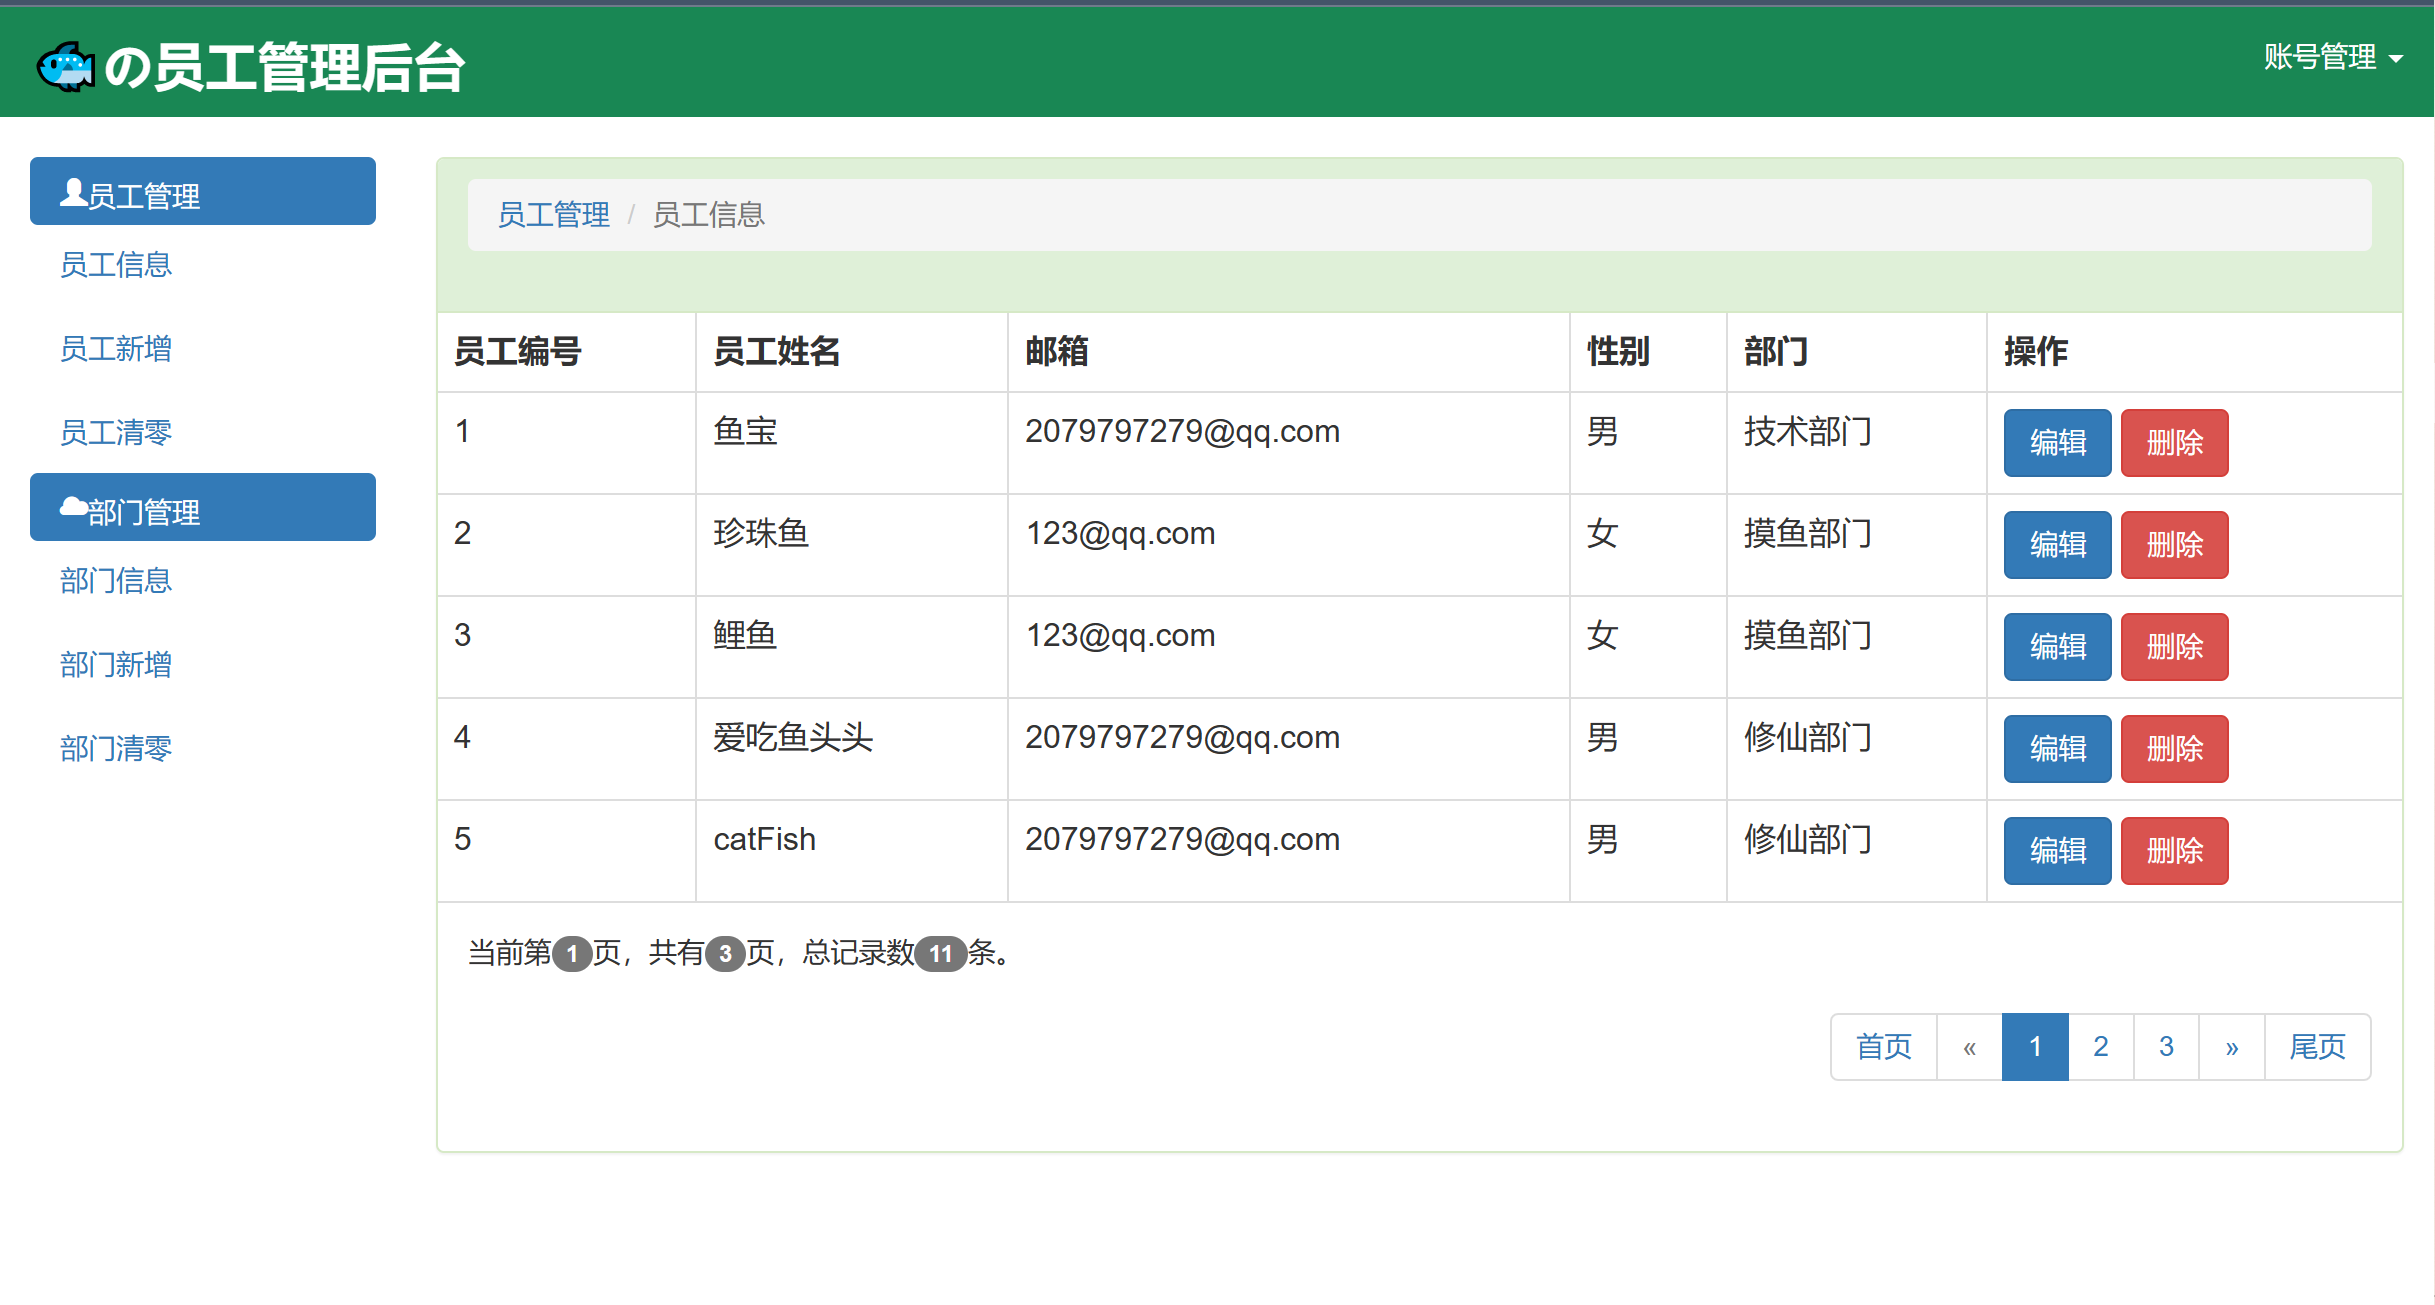 の员工管理后台
账号管理
员工管理
员工信息
员工新增
员工清零
部门管理
部门信息
部门新增
部门清零
员工管理 / 员工信息
员工编号 员工姓名 邮箱 性别 部门 操作
1 鱼宝 2079797279@qq.com 男 技术部门 编辑 删除
2 珍珠鱼 123@qq.com 女 摸鱼部门 编辑 删除
3 鲤鱼 123@qq.com 女 摸鱼部门 编辑 删除
4 爱吃鱼头头 2079797279@qq.com 男 修仙部门 编辑 删除
5 catFish 2079797279@qq.com 男 修仙部门 编辑 删除
当前第1页，共有3页，总记录数11条。
首页 « 1 2 3 » 尾页